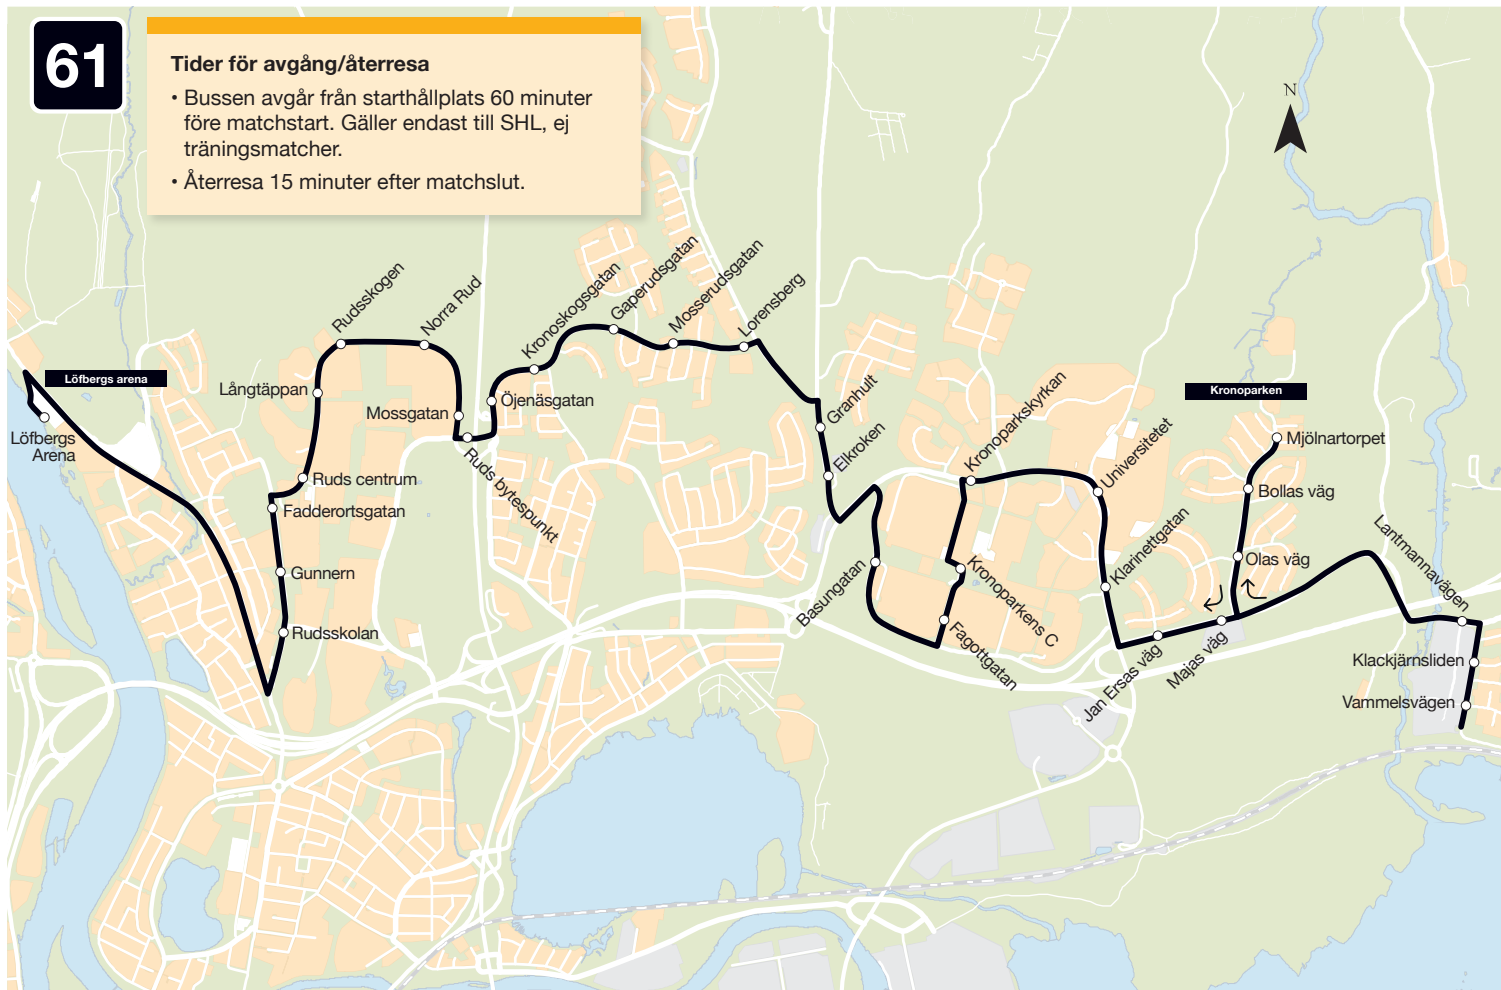 61
Tider för avgång/återresa
• Bussen avgår från starthållplats 60 minuter
före matchstart. Gäller endast till SHL, ej
träningsmatcher.
• Återresa 15 minuter efter matchslut.
N
Rudsskogen
Norra Rud
Kronoskogsgatan
Gaperudsgatan
Mosserudsgatan
Lorensberg
Löfbergs arena
Löfbergs
Arena
Långtäppan
Mossgatan
Öjenäsgatan
Ruds centrum
Ruds bytespunkt
Fadderortsgatan
Gunnern
Rudsskolan
Granhult
Elkroken
Basungatan
Kronoparkskyrkan
Kronoparkens C
Fagottgatan
Universitetet
Klarinettgatan
Jan Ersas väg
Majas väg
Kronoparken
Mjölnartorpet
Bollas väg
Olas väg
Lantmannavägen
Klackjärnsliden
Vammelsvägen